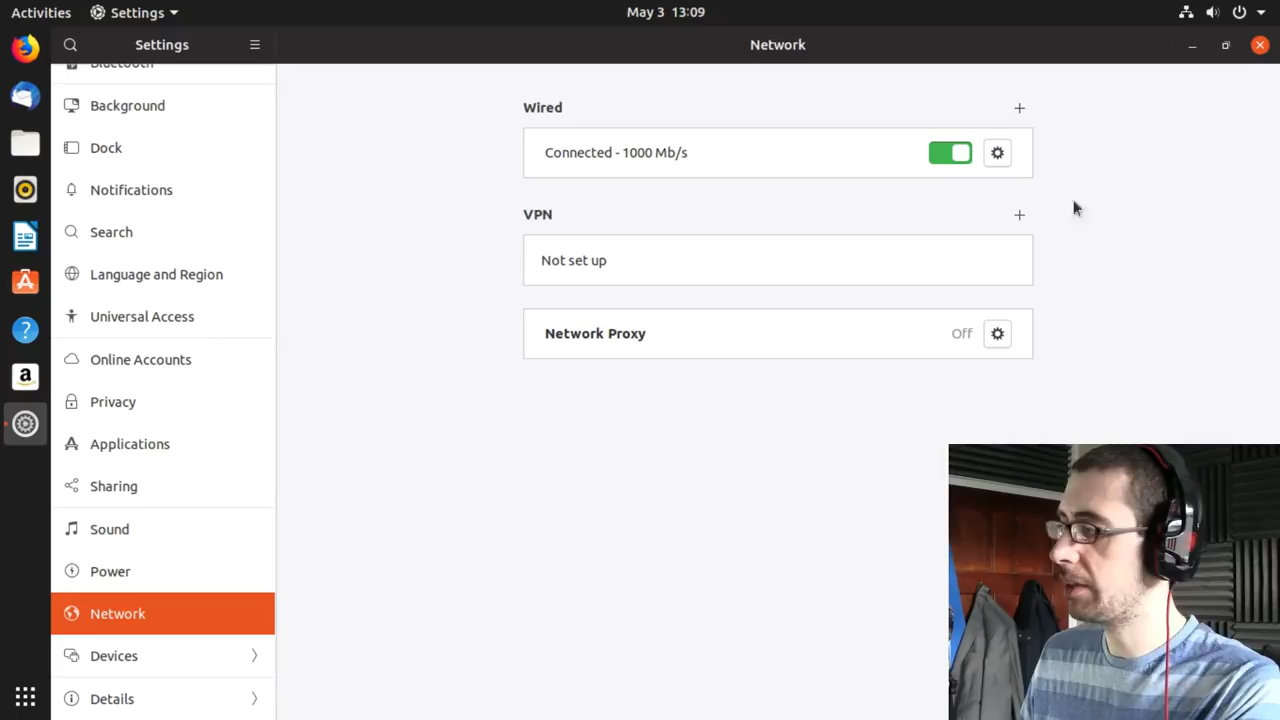 Activities
Settings
May 3 13:09
Settings
Network
Bluetooth
Background
Dock
Notifications
Search
Language and Region
Universal Access
Online Accounts
Privacy
Applications
Sharing
Sound
Power
Network
Devices
Details
Wired
Connected - 1000 Mb/s
VPN
Not set up
Network Proxy
Off